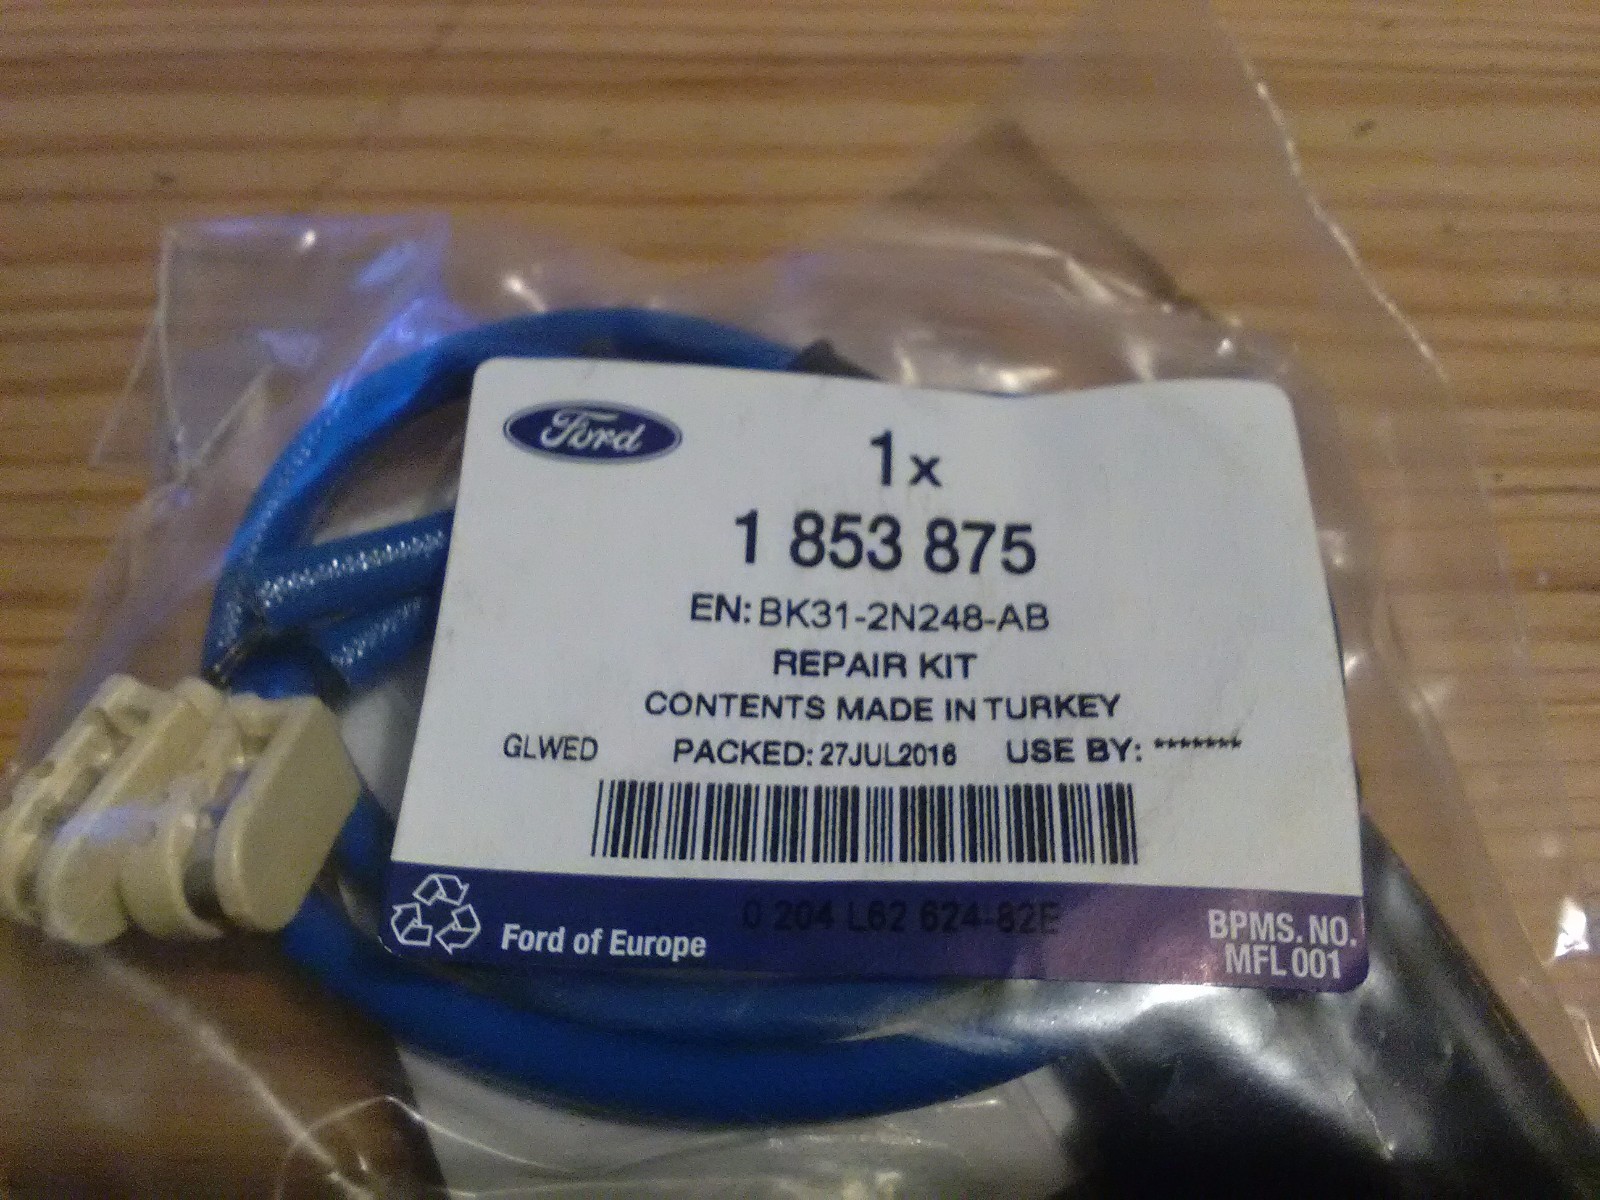 Ford
1x
1 853 875
EN: BK31-2N248-AB
REPAIR KIT
CONTENTS MADE IN TURKEY
GLWED PACKED: 27JUL2016 USE BY: *******
0 204 L62 624-82E
Ford of Europe
BPMS. NO.
MFL 001